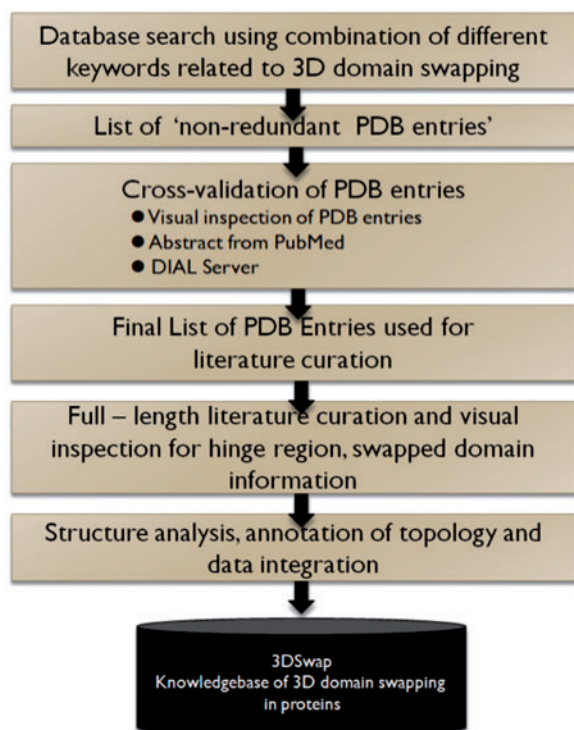 Database search using combination of different
keywords related to 3D domain swapping
List of ‘non-redundant PDB entries’
Cross-validation of PDB entries
● Visual inspection of PDB entries
● Abstract from PubMed
● DIAL Server
Final List of PDB Entries used for
literature curation
Full – length literature curation and visual
inspection for hinge region, swapped domain
information
Structure analysis, annotation of topology and
data integration
3DSwap
Knowledgebase of 3D domain swapping
in proteins